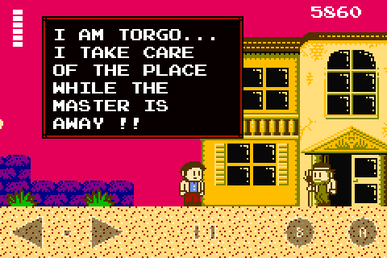 5860
I AM TORGO...
I TAKE CARE
OF THE PLACE
WHILE THE
MASTER IS
AWAY !!
B
A